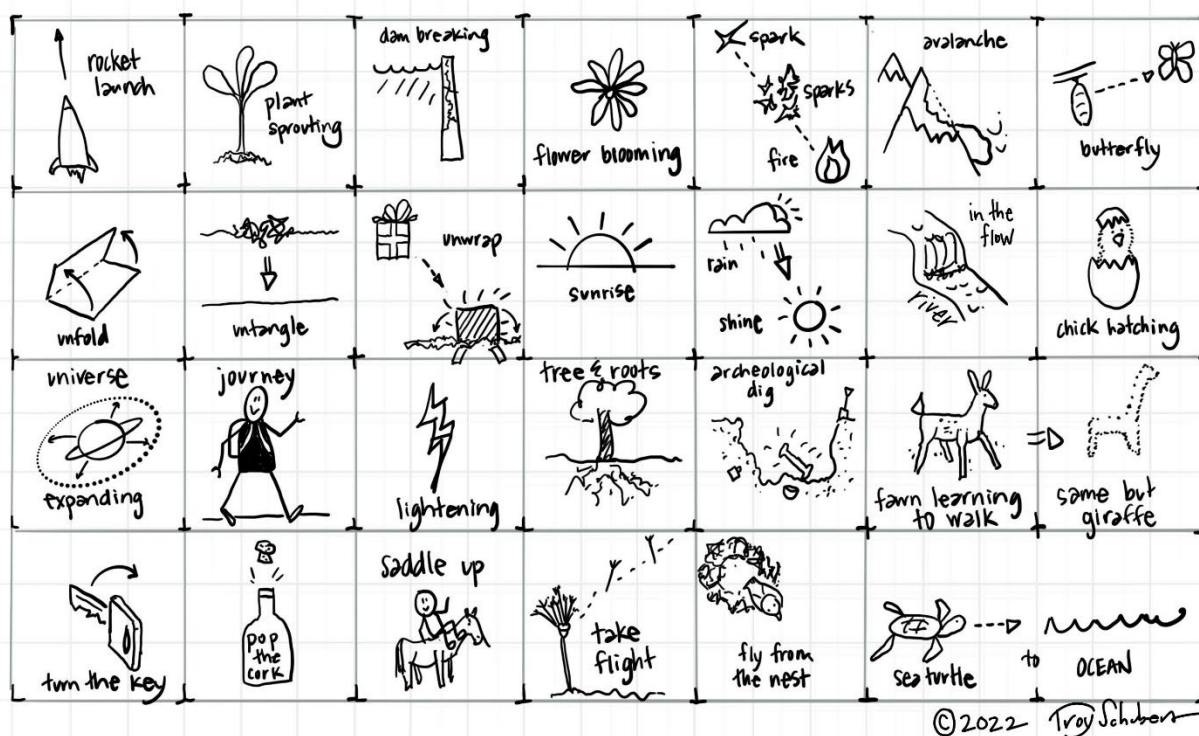 rocket
launch
plant
sprouting
dam breaking
flower blooming
spark
sparks
fire
avalanche
butterfly
unfold
untangle
unwrap
sunrise
rain
shine
in the
flow
river
chick hatching
universe
expanding
journey
lightening
tree & roots
archeological
dig
fawn learning
to walk
same but
giraffe
turn the key
pop
the
cork
saddle up
take
flight
fly from
the nest
sea turtle
to
OCEAN
© 2022 Troy Schubert